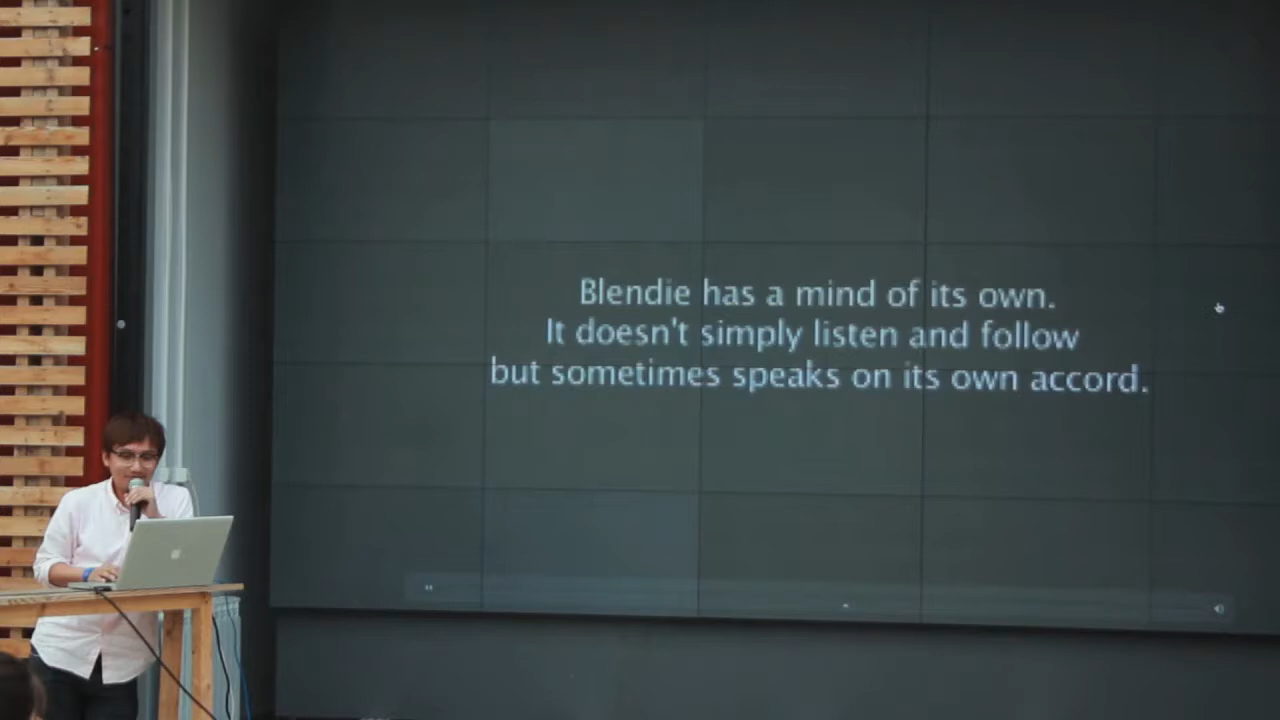 Blendie has a mind of its own.
It doesn't simply listen and follow
but sometimes speaks on its own accord.